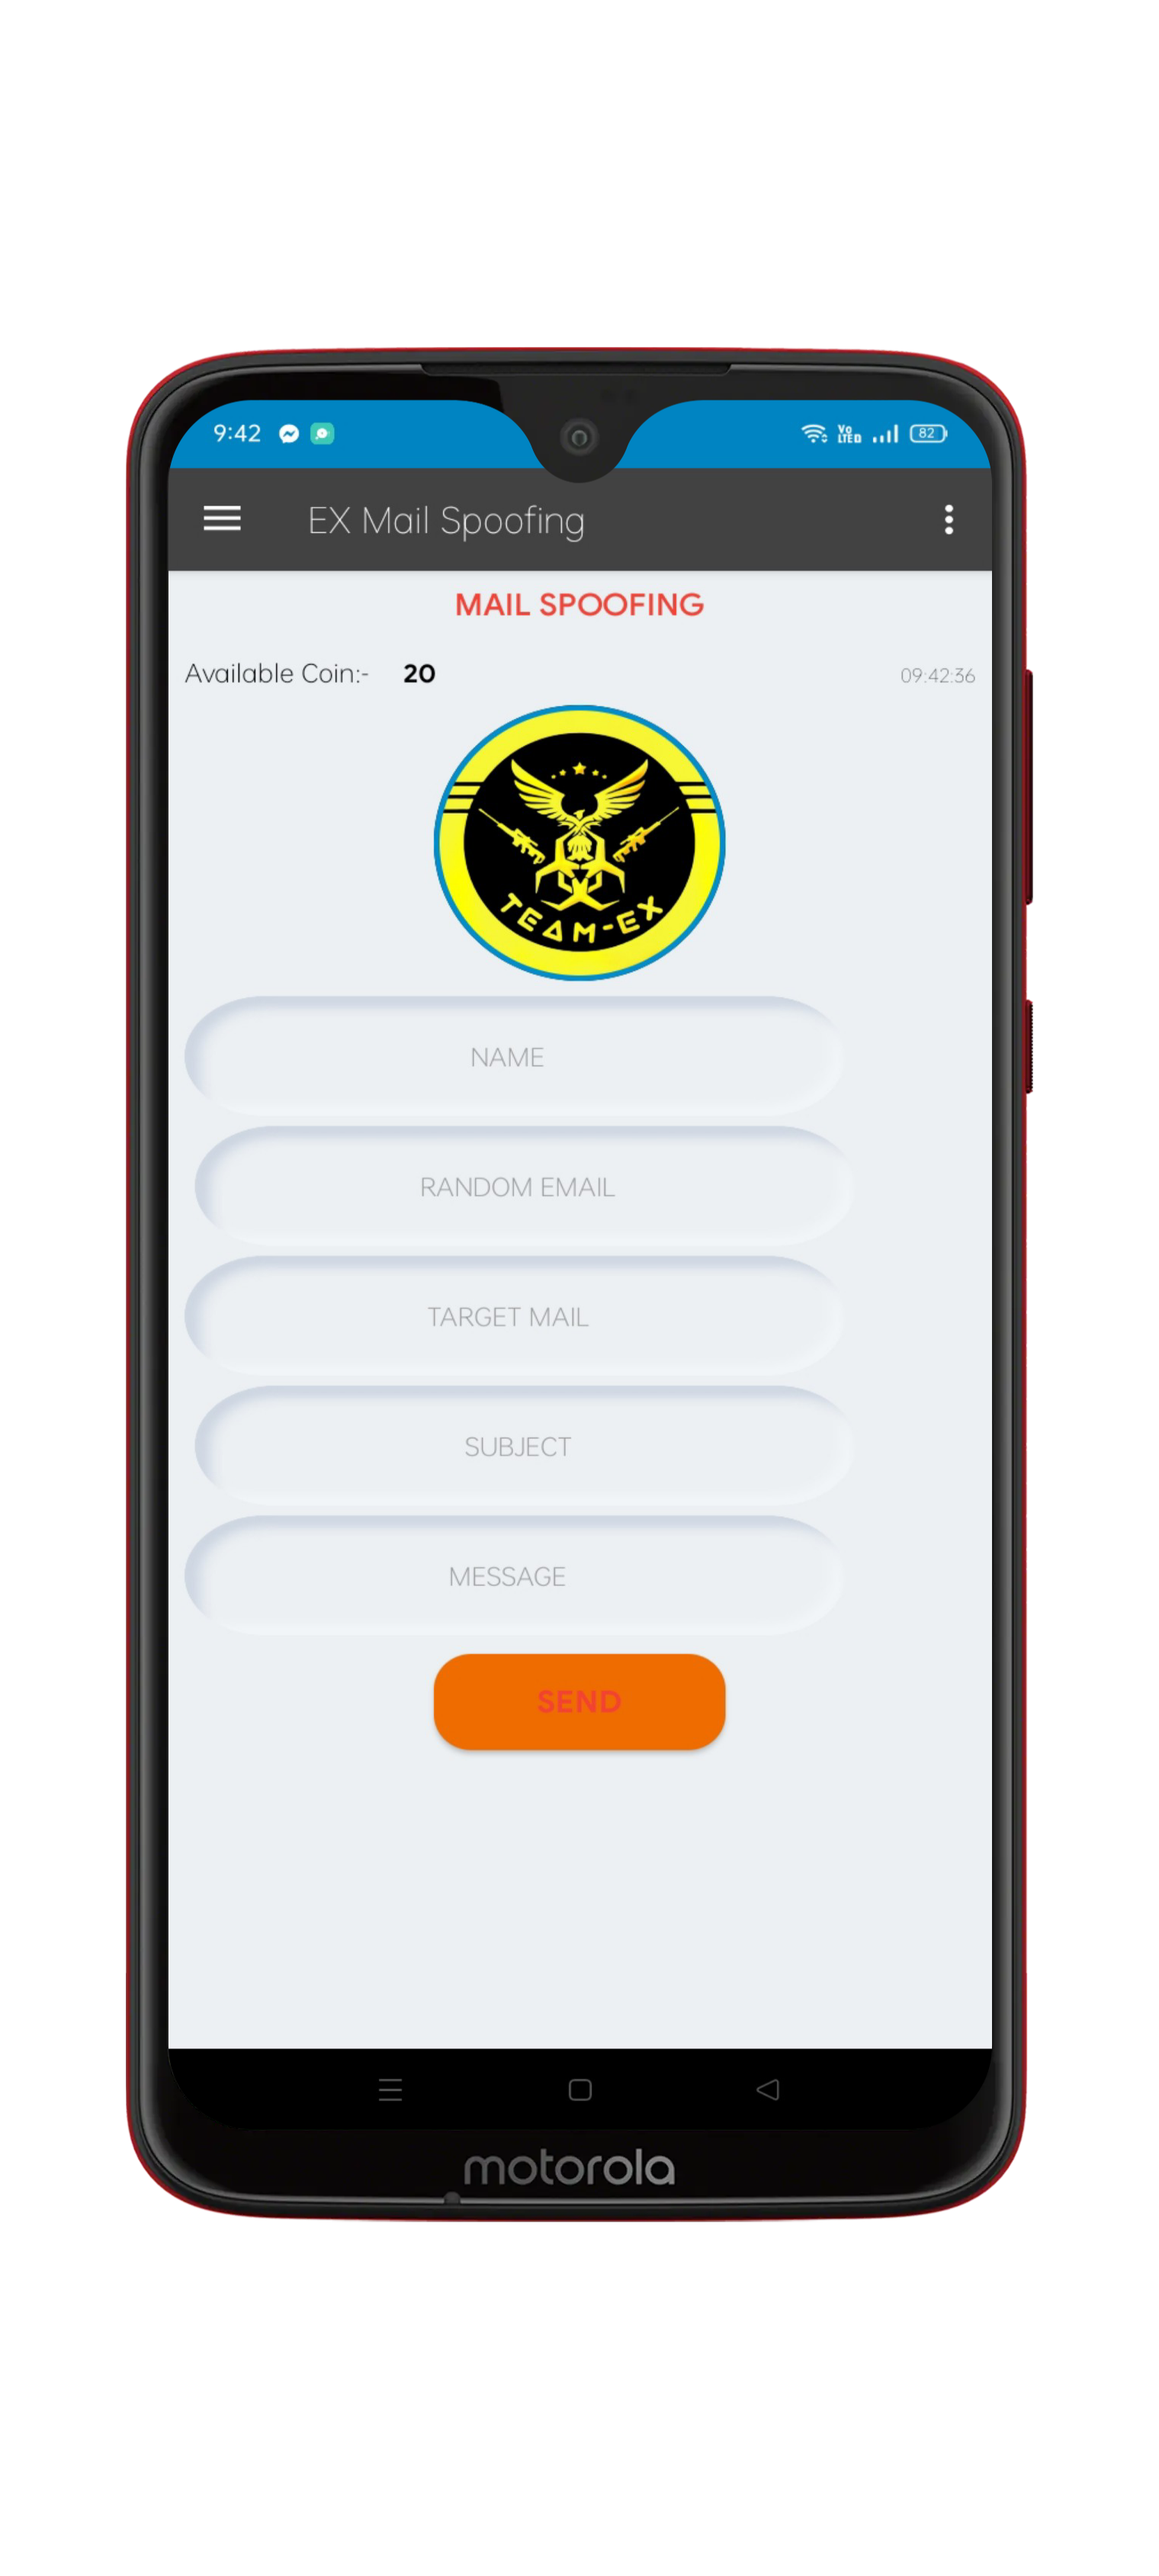 9:42
Vo
LTED
82
EX Mail Spoofing
MAIL SPOOFING
Available Coin:- 20
09:42:36
TEAM-EX
NAME
RANDOM EMAIL
TARGET MAIL
SUBJECT
MESSAGE
SEND
motorola